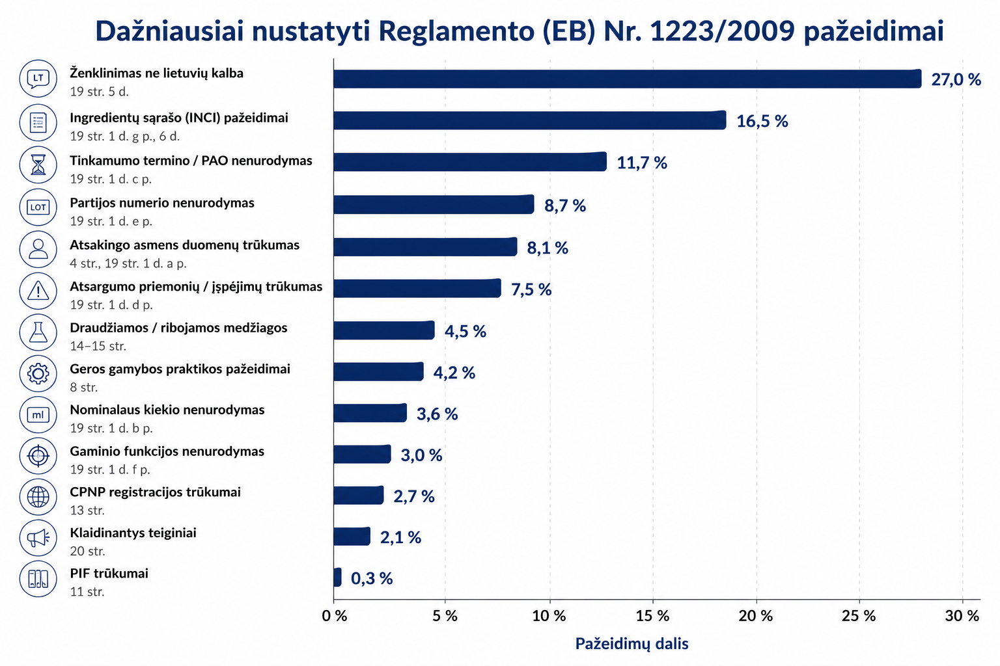 Dažniausiai nustatyti Reglamento (EB) Nr. 1223/2009 pažeidimai
LT
Ženklinimas ne lietuvių kalba
19 str. 5 d.
27,0 %
Ingredientų sąrašo (INCI) pažeidimai
19 str. 1 d. g p., 6 d.
16,5 %
Tinkamumo termino / PAO nenurodymas
19 str. 1 d. c p.
11,7 %
LOT
Partijos numerio nenurodymas
19 str. 1 d. e p.
8,7 %
Atsakingo asmens duomenų trūkumas
4 str., 19 str. 1 d. a p.
8,1 %
Atsargumo priemonių / įspėjimų trūkumas
19 str. 1 d. d p.
7,5 %
Draudžiamos / ribojamos medžiagos
14–15 str.
4,5 %
Geros gamybos praktikos pažeidimai
8 str.
4,2 %
ml
Nominalaus kiekio nenurodymas
19 str. 1 d. b p.
3,6 %
Gaminio funkcijos nenurodymas
19 str. 1 d. f p.
3,0 %
CPNP registracijos trūkumai
13 str.
2,7 %
Klaidinantys teiginiai
20 str.
2,1 %
PIF trūkumai
11 str.
0,3 %
0 % 5 % 10 % 15 % 20 % 25 % 30 %
Pažeidimų dalis